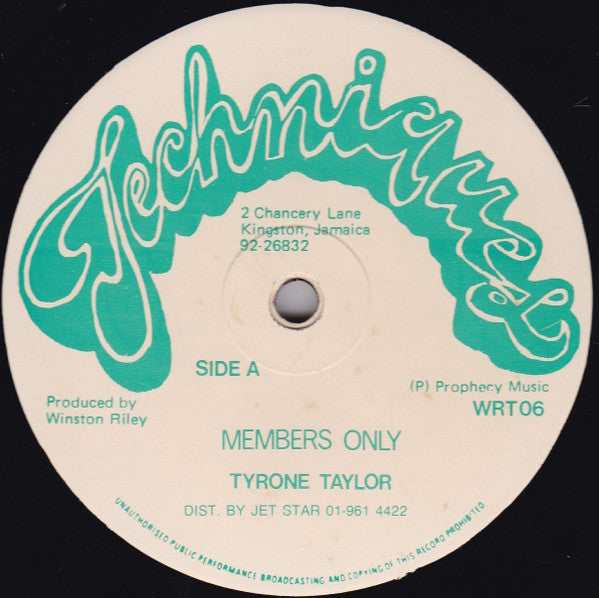 Techniques
2 Chancery Lane
Kingston, Jamaica
92-26832
SIDE A
(P) Prophecy Music
WRT06
Produced by
Winston Riley
MEMBERS ONLY
TYRONE TAYLOR
DIST. BY JET STAR 01-961 4422
UNAUTHORISED PUBLIC PERFORMANCE BROADCASTING AND COPYING OF THIS RECORD PROHIBITED